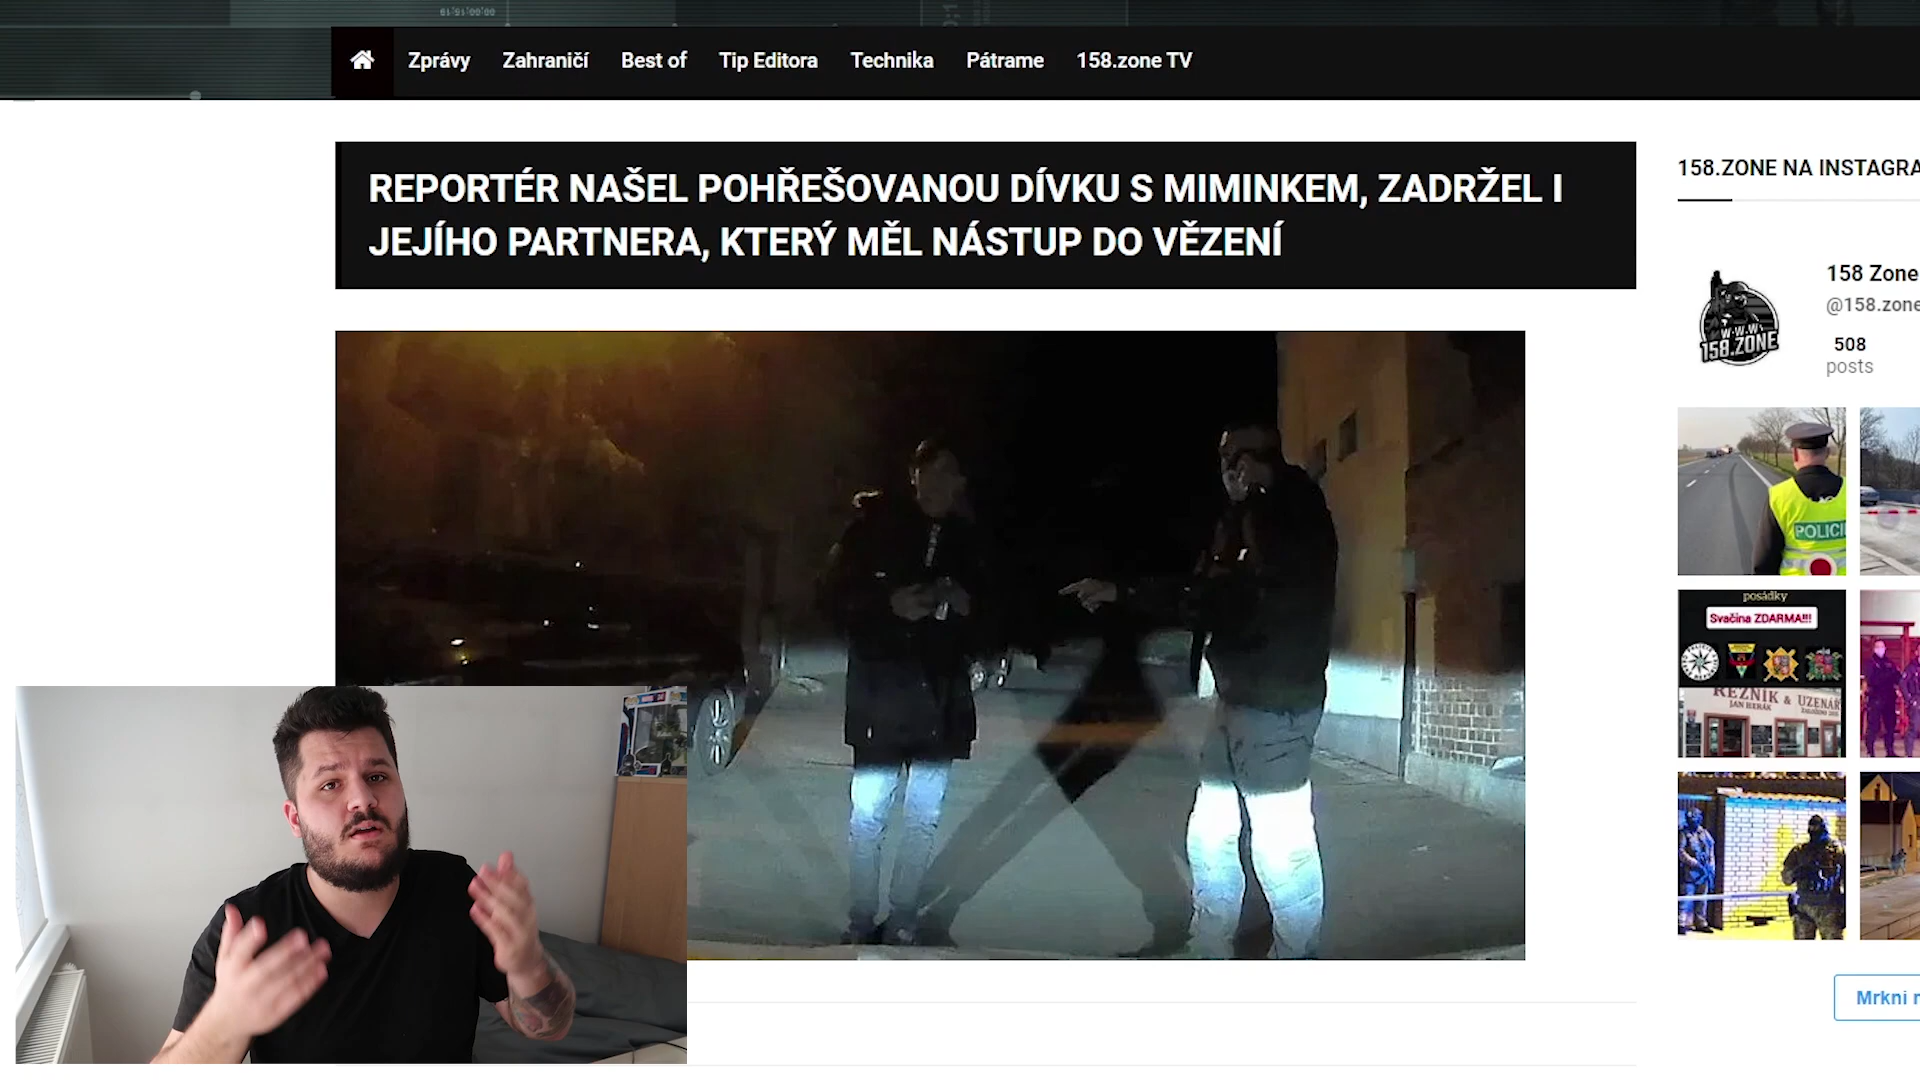 Zprávy Zahraničí Best of Tip Editora Technika Pátrame 158.zone TV
REPORTÉR NAŠEL POHŘEŠOVANOU DÍVKU S MIMINKEM, ZADRŽEL I
JEJÍHO PARTNERA, KTERÝ MĚL NÁSTUP DO VĚZENÍ
158.ZONE NA INSTAGRA
158 Zone
@158.zone
508
posts
W.W.W.
158.ZONE
POLICI
posádky
Svačina ZDARMA!!!
ŘEZNÍK & UZENÁŘ
JAN HERÁK
Mrkni n